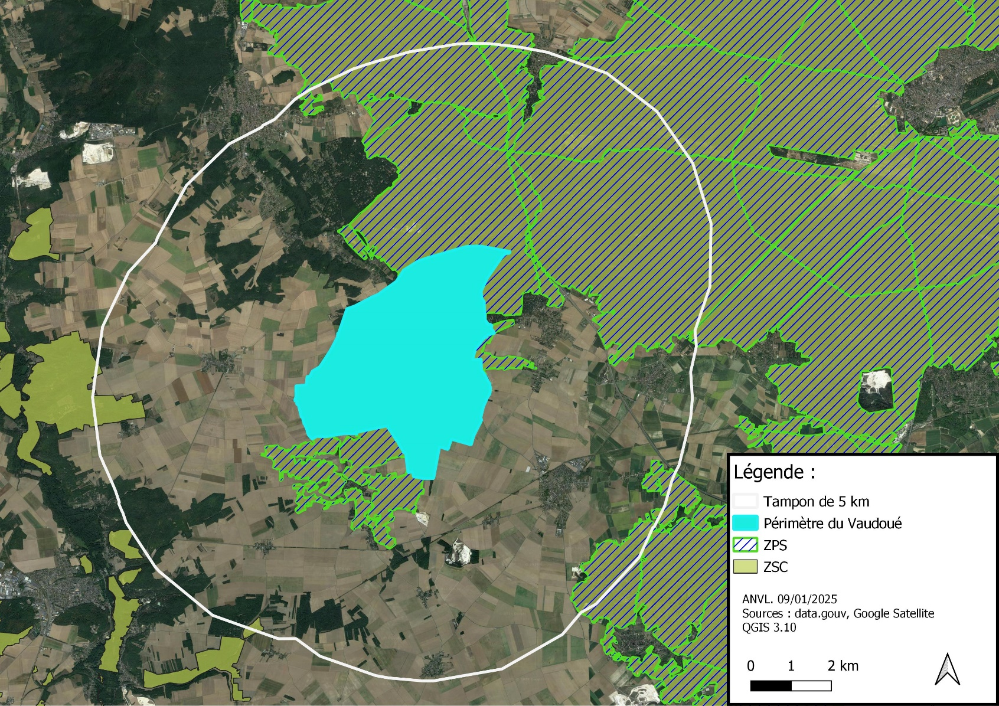 Légende :
Tampon de 5 km
Périmètre du Vaudoué
ZPS
ZSC
ANVL. 09/01/2025
Sources : data.gouv, Google Satellite
QGIS 3.10
0 1 2 km